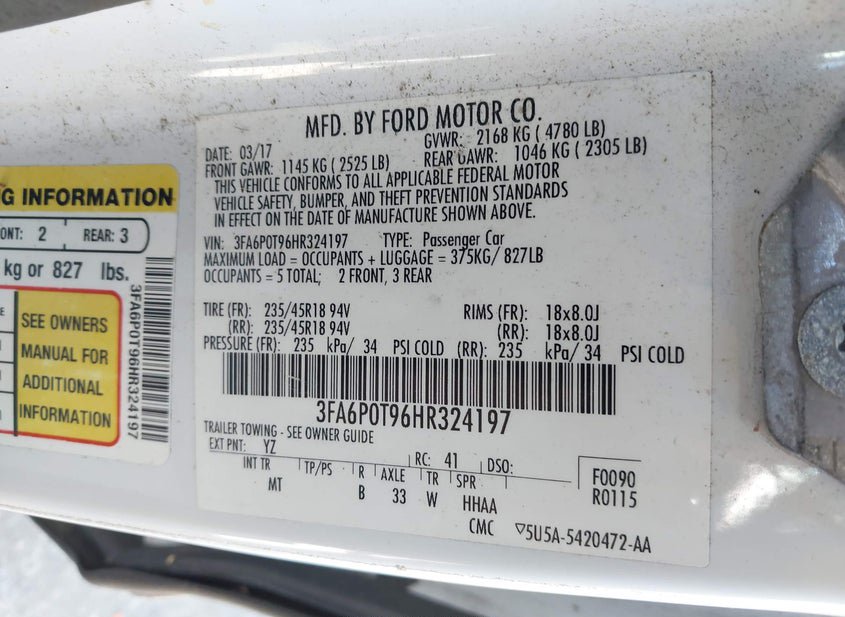 MFD. BY FORD MOTOR CO.
DATE: 03/17 GVWR: 2168 KG ( 4780 LB)
FRONT GAWR: 1145 KG ( 2525 LB) REAR GAWR: 1046 KG ( 2305 LB)
THIS VEHICLE CONFORMS TO ALL APPLICABLE FEDERAL MOTOR
VEHICLE SAFETY, BUMPER, AND THEFT PREVENTION STANDARDS
IN EFFECT ON THE DATE OF MANUFACTURE SHOWN ABOVE.
VIN: 3FA6P0T96HR324197 TYPE: Passenger Car
MAXIMUM LOAD = OCCUPANTS + LUGGAGE = 375KG/ 827LB
OCCUPANTS = 5 TOTAL; 2 FRONT, 3 REAR
TIRE (FR): 235/45R18 94V RIMS (FR): 18x8.0J
(RR): 235/45R18 94V (RR): 18x8.0J
PRESSURE (FR): 235 kPa/ 34 PSI COLD (RR): 235 kPa/ 34 PSI COLD
3FA6P0T96HR324197
TRAILER TOWING - SEE OWNER GUIDE
EXT PNT: YZ RC: 41 DSO:
INT TR TP/PS R AXLE TR SPR F0090
MT B 33 W HHAA R0115
CMC ▽5U5A-5420472-AA
G INFORMATION
ONT: 2 REAR: 3
kg or 827 lbs.
SEE OWNERS
MANUAL FOR
ADDITIONAL
INFORMATION
3FA6P0T96HR324197